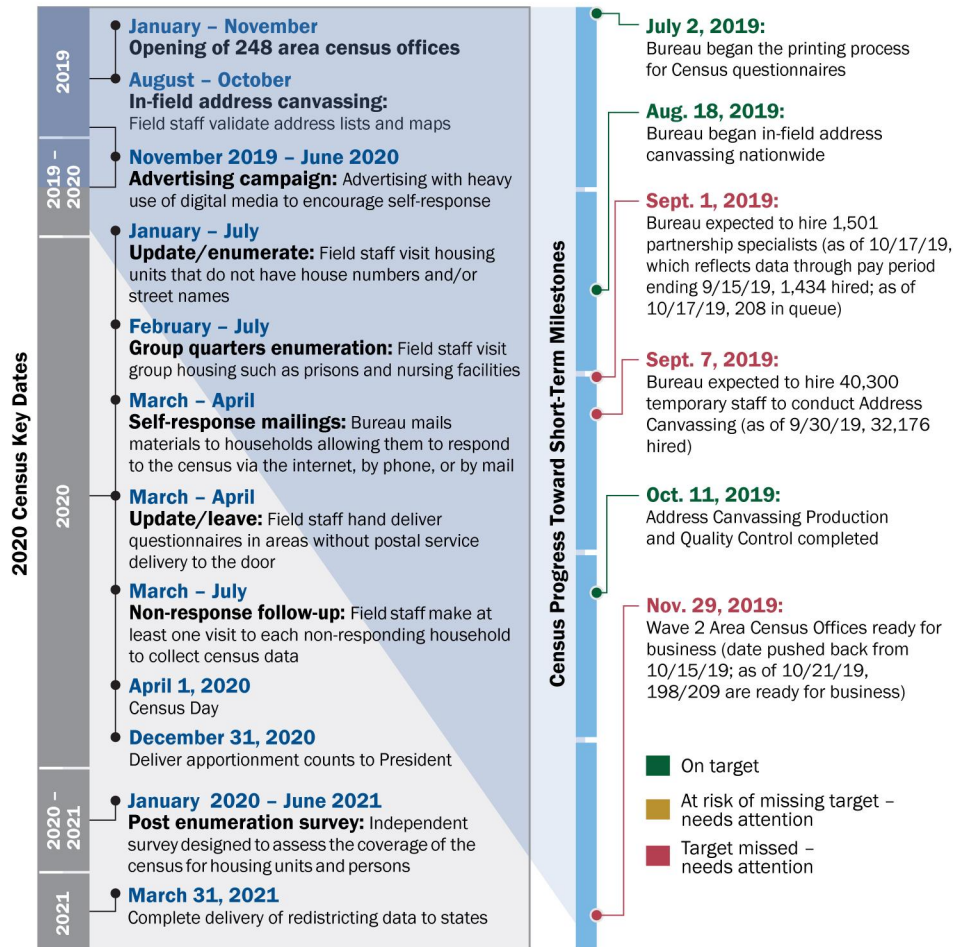 2020 Census Key Dates
2019
January – November
Opening of 248 area census offices
August – October
In-field address canvassing:
Field staff validate address lists and maps
2019 –
2020
November 2019 – June 2020
Advertising campaign: Advertising with heavy
use of digital media to encourage self-response
2020
January – July
Update/enumerate: Field staff visit housing
units that do not have house numbers and/or
street names
February – July
Group quarters enumeration: Field staff visit
group housing such as prisons and nursing facilities
March – April
Self-response mailings: Bureau mails
materials to households allowing them to respond
to the census via the internet, by phone, or by mail
March – April
Update/leave: Field staff hand deliver
questionnaires in areas without postal service
delivery to the door
March – July
Non-response follow-up: Field staff make at
least one visit to each non-responding household
to collect census data
April 1, 2020
Census Day
December 31, 2020
Deliver apportionment counts to President
2020 –
2021
January 2020 – June 2021
Post enumeration survey: Independent
survey designed to assess the coverage of the
census for housing units and persons
2021
March 31, 2021
Complete delivery of redistricting data to states
Census Progress Toward Short-Term Milestones
July 2, 2019:
Bureau began the printing process
for Census questionnaires
Aug. 18, 2019:
Bureau began in-field address
canvassing nationwide
Sept. 1, 2019:
Bureau expected to hire 1,501
partnership specialists (as of 10/17/19,
which reflects data through pay period
ending 9/15/19, 1,434 hired; as of
10/17/19, 208 in queue)
Sept. 7, 2019:
Bureau expected to hire 40,300
temporary staff to conduct Address
Canvassing (as of 9/30/19, 32,176
hired)
Oct. 11, 2019:
Address Canvassing Production
and Quality Control completed
Nov. 29, 2019:
Wave 2 Area Census Offices ready for
business (date pushed back from
10/15/19; as of 10/21/19,
198/209 are ready for business)
On target
At risk of missing target –
needs attention
Target missed –
needs attention